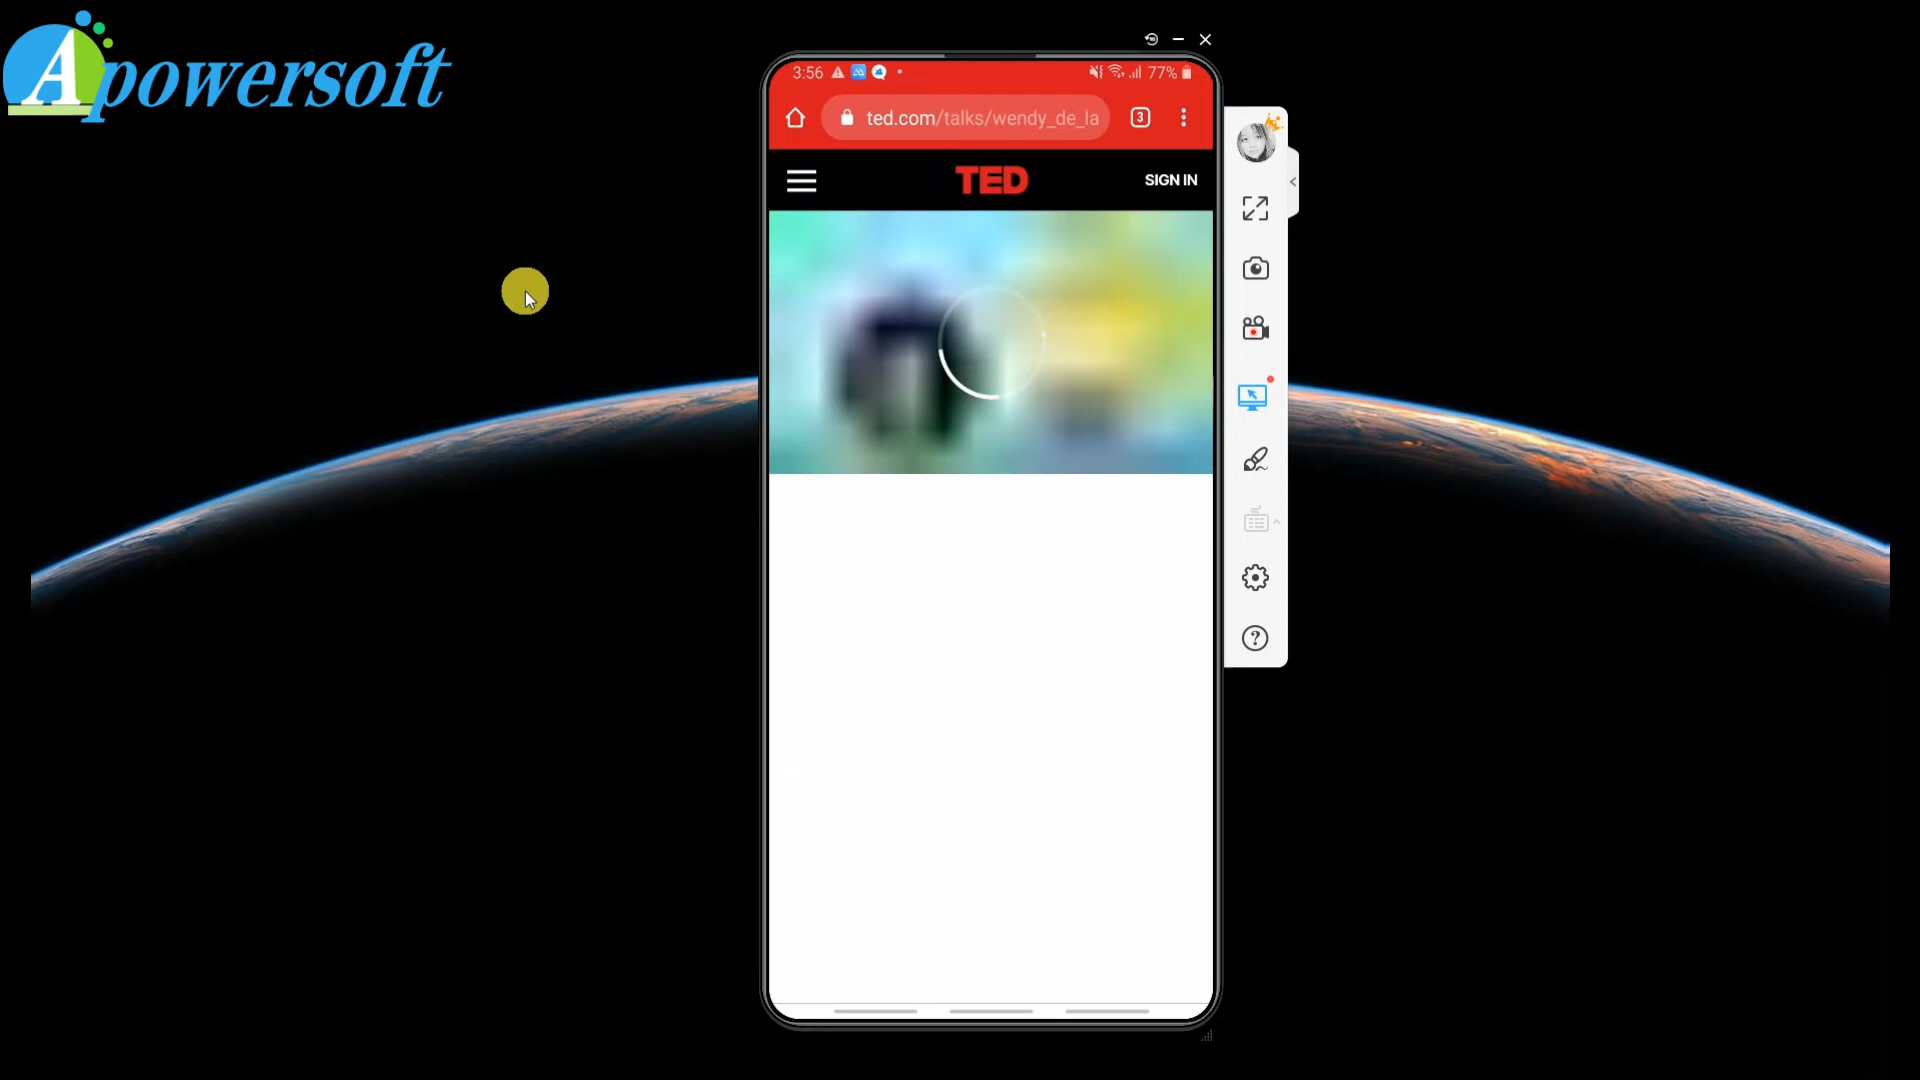 Apowersoft
3:56
77%
ted.com/talks/wendy_de_la
3
TED
SIGN IN